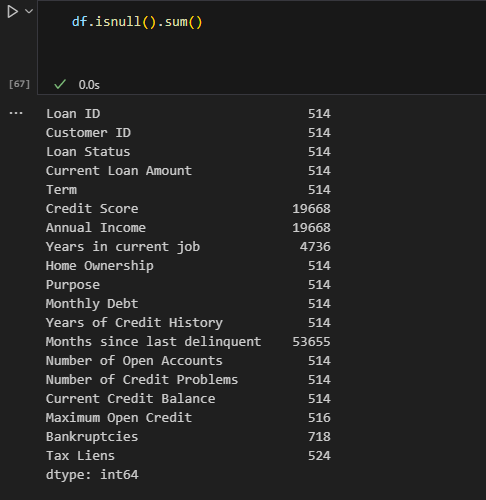 df.isnull().sum()
[67] 0.0s
... Loan ID 514
Customer ID 514
Loan Status 514
Current Loan Amount 514
Term 514
Credit Score 19668
Annual Income 19668
Years in current job 4736
Home Ownership 514
Purpose 514
Monthly Debt 514
Years of Credit History 514
Months since last delinquent 53655
Number of Open Accounts 514
Number of Credit Problems 514
Current Credit Balance 514
Maximum Open Credit 516
Bankruptcies 718
Tax Liens 524
dtype: int64